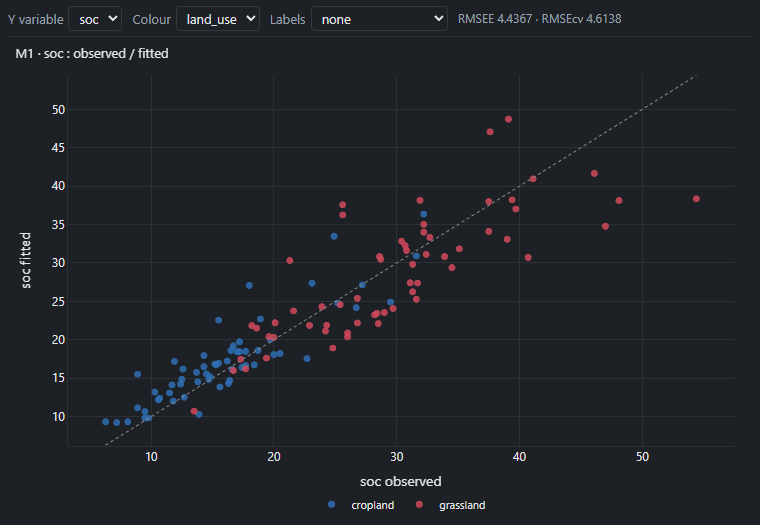 Y variable soc Colour land_use Labels none RMSEE 4.4367 · RMSEcv 4.6138
M1 · soc : observed / fitted
50
45
40
35
30
25
20
15
10
soc fitted
10 20 30 40 50
soc observed
cropland grassland